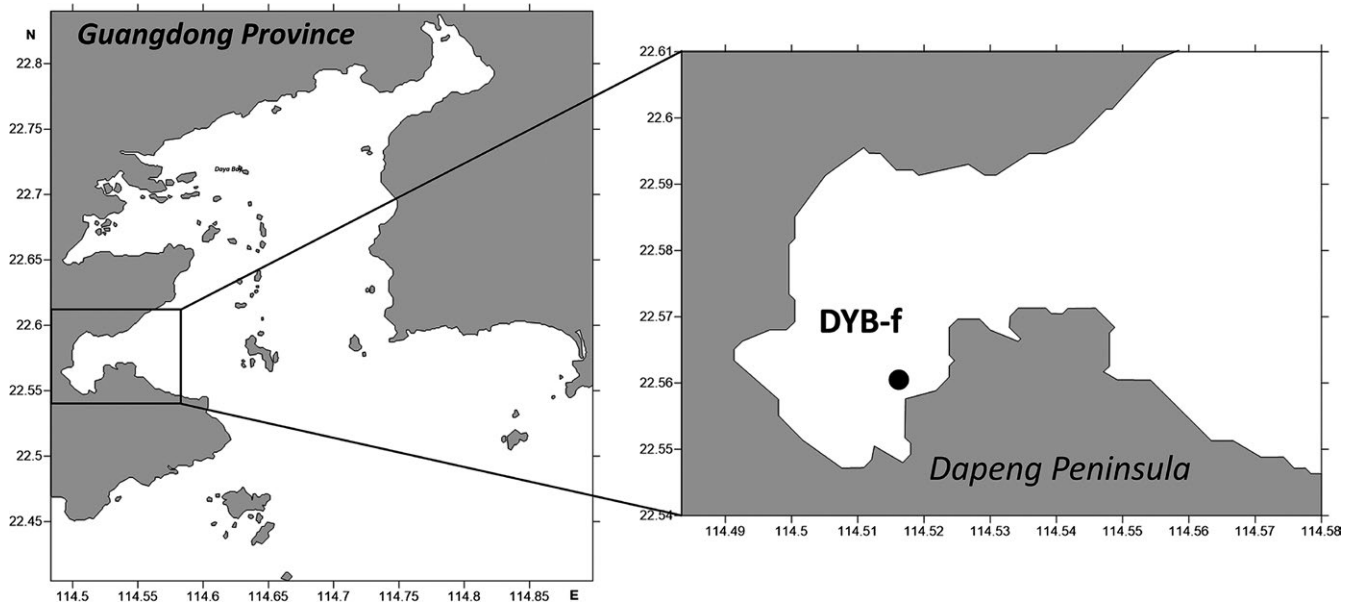 N
Guangdong Province
22.8
22.75
22.7
22.65
22.6
22.55
22.5
22.45
Daya Bay
114.5 114.55 114.6 114.65 114.7 114.75 114.8 114.85 E
22.61
22.6
22.59
22.58
22.57
22.56
22.55
22.54
DYB-f
Dapeng Peninsula
114.49 114.5 114.51 114.52 114.53 114.54 114.55 114.56 114.57 114.58